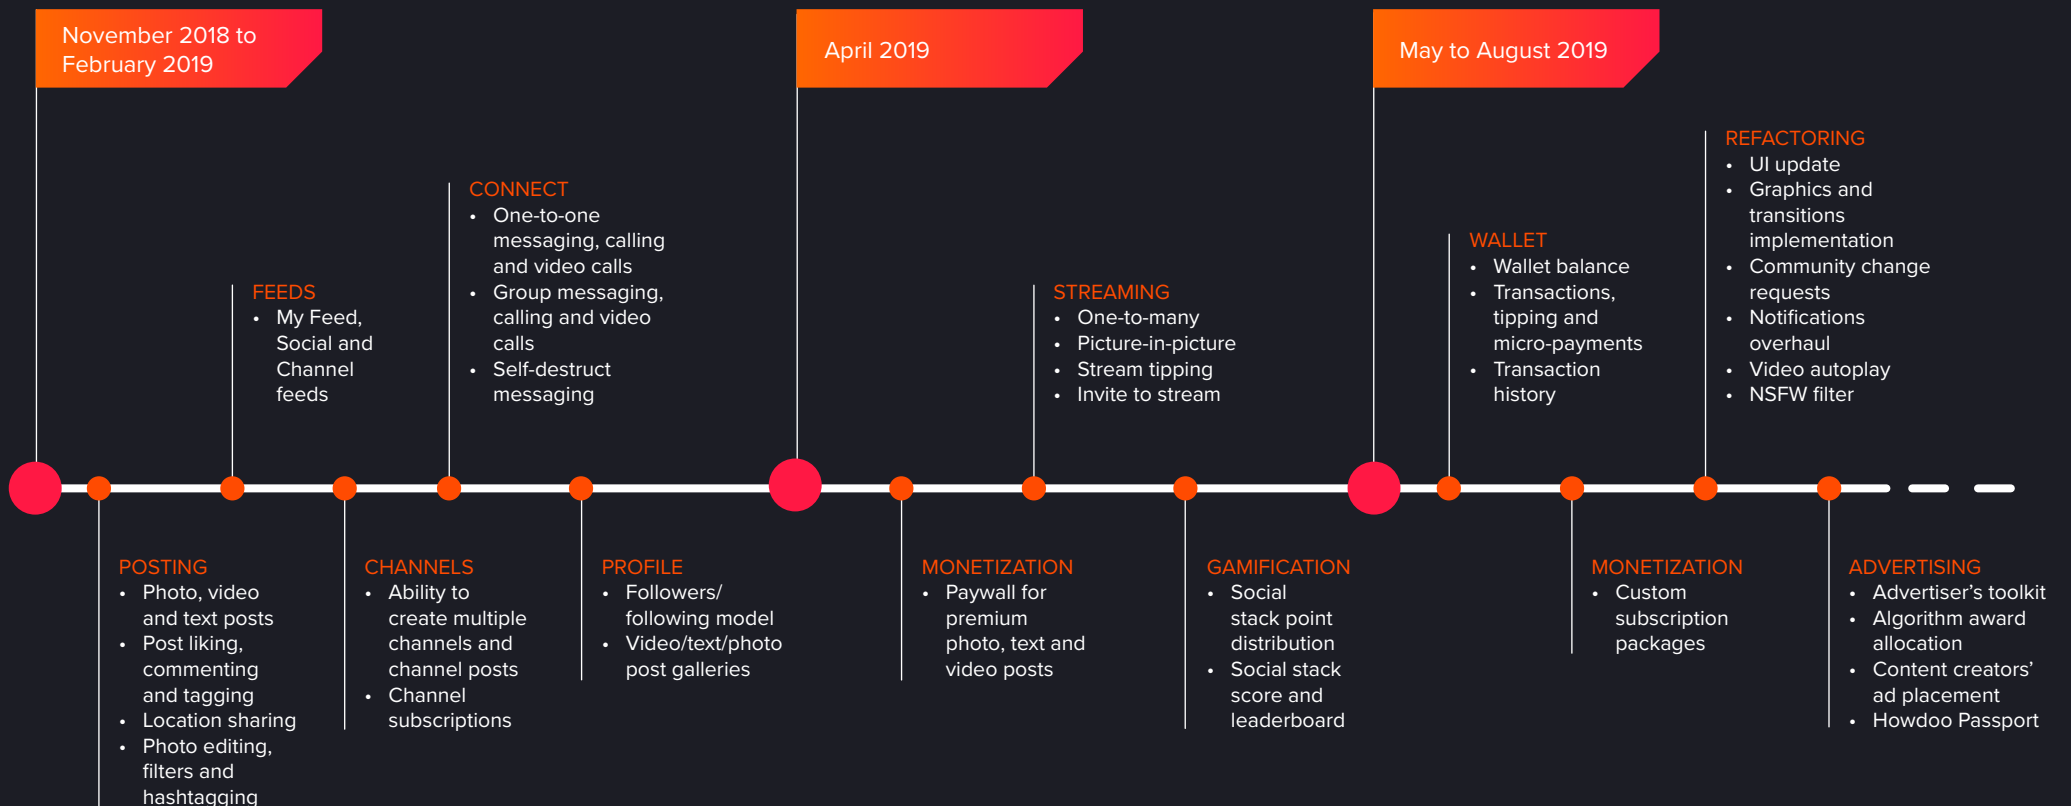 November 2018 to
February 2019
POSTING
• Photo, video
and text posts
• Post liking,
commenting
and tagging
• Location sharing
• Photo editing,
filters and
hashtagging
FEEDS
• My Feed,
Social and
Channel
feeds
CHANNELS
• Ability to
create multiple
channels and
channel posts
• Channel
subscriptions
CONNECT
• One-to-one
messaging, calling
and video calls
• Group messaging,
calling and video
calls
• Self-destruct
messaging
PROFILE
• Followers/
following model
• Video/text/photo
post galleries
April 2019
MONETIZATION
• Paywall for
premium
photo, text and
video posts
STREAMING
• One-to-many
• Picture-in-picture
• Stream tipping
• Invite to stream
GAMIFICATION
• Social
stack point
distribution
• Social stack
score and
leaderboard
May to August 2019
WALLET
• Wallet balance
• Transactions,
tipping and
micro-payments
• Transaction
history
MONETIZATION
• Custom
subscription
packages
REFACTORING
• UI update
• Graphics and
transitions
implementation
• Community change
requests
• Notifications
overhaul
• Video autoplay
• NSFW filter
ADVERTISING
• Advertiser’s toolkit
• Algorithm award
allocation
• Content creators’
ad placement
• Howdoo Passport